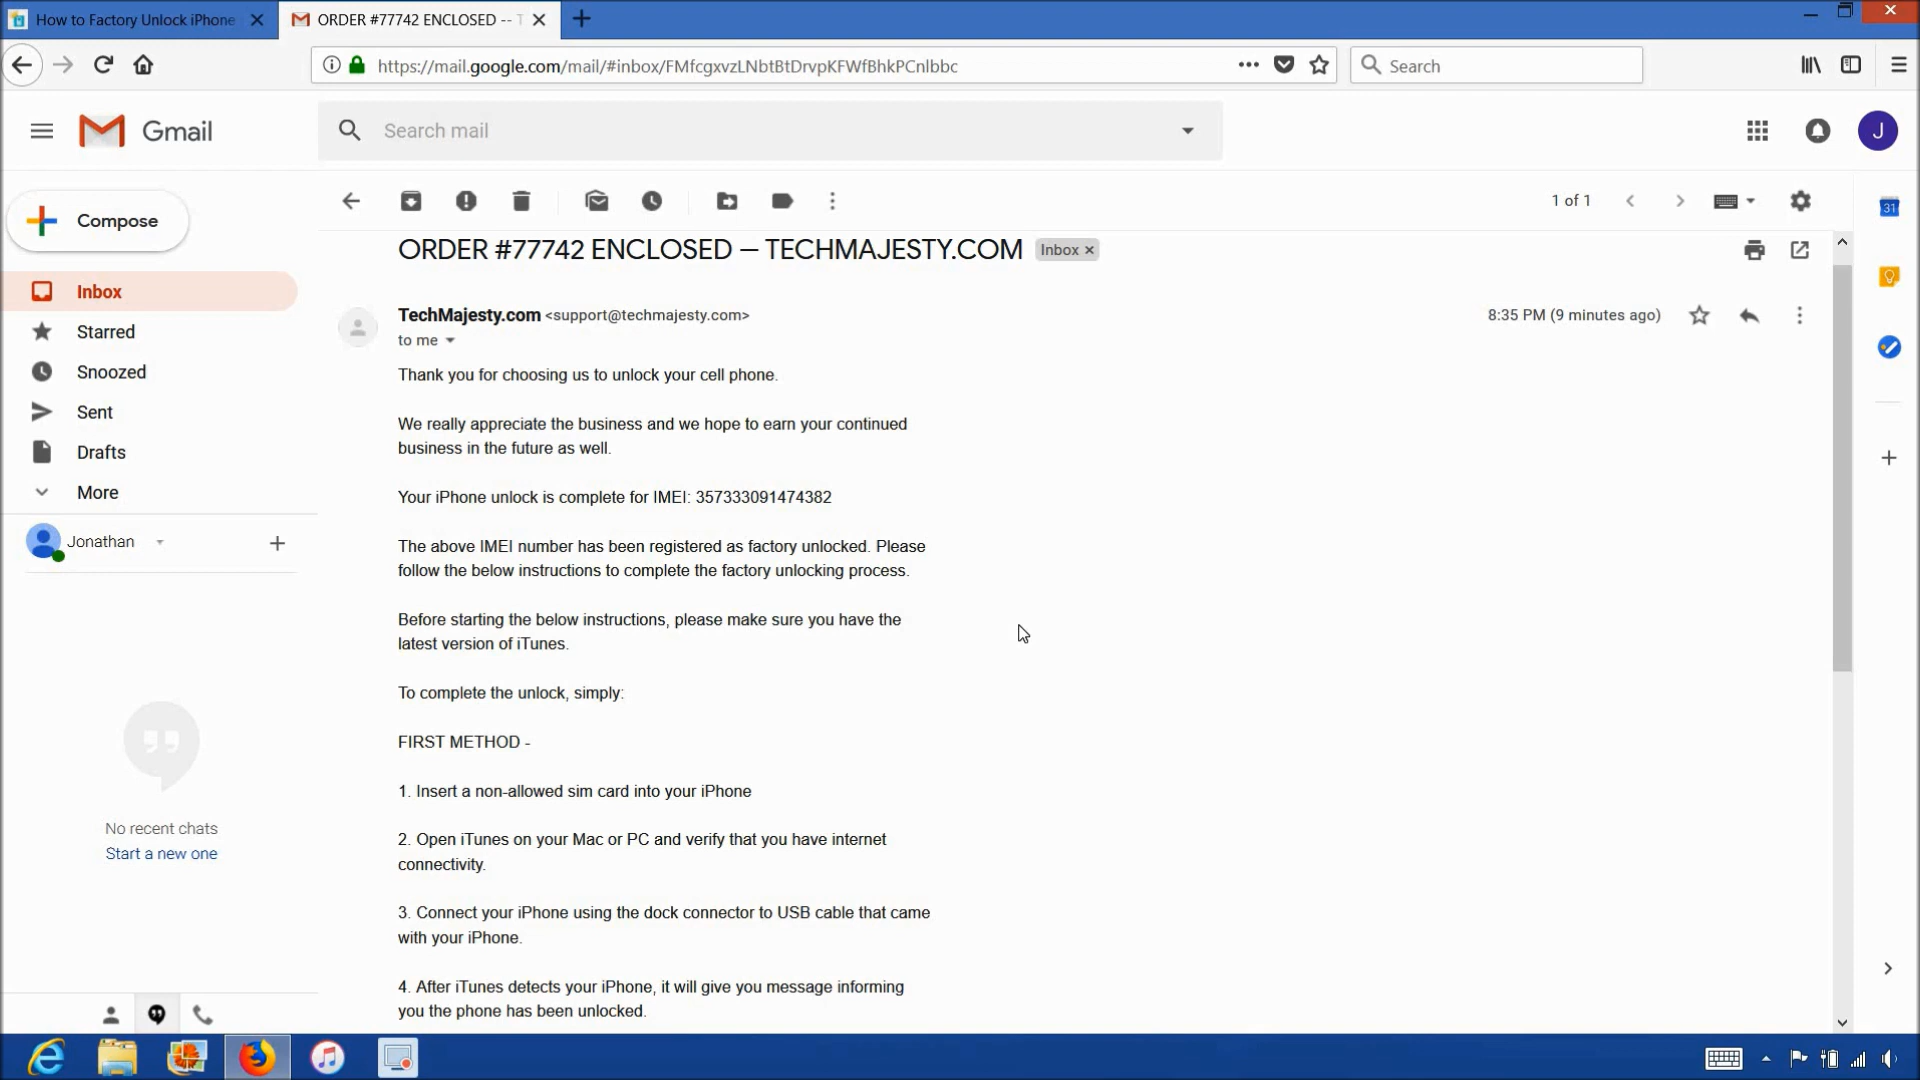 How to Factory Unlock iPhone
ORDER #77742 ENCLOSED -- T
https://mail.google.com/mail/#inbox/FMfcgxvzLNbtBtDrvpKFWfBhkPCnlbbc
Search
Gmail
Search mail
J
Compose
1 of 1
31
ORDER #77742 ENCLOSED – TECHMAJESTY.COM
Inbox ×
Inbox
Starred
Snoozed
Sent
Drafts
More
Jonathan
No recent chats
Start a new one
TechMajesty.com <support@techmajesty.com>
8:35 PM (9 minutes ago)
to me
Thank you for choosing us to unlock your cell phone.
We really appreciate the business and we hope to earn your continued
business in the future as well.
Your iPhone unlock is complete for IMEI: 357333091474382
The above IMEI number has been registered as factory unlocked. Please
follow the below instructions to complete the factory unlocking process.
Before starting the below instructions, please make sure you have the
latest version of iTunes.
To complete the unlock, simply:
FIRST METHOD -
1. Insert a non-allowed sim card into your iPhone
2. Open iTunes on your Mac or PC and verify that you have internet
connectivity.
3. Connect your iPhone using the dock connector to USB cable that came
with your iPhone.
4. After iTunes detects your iPhone, it will give you message informing
you the phone has been unlocked.